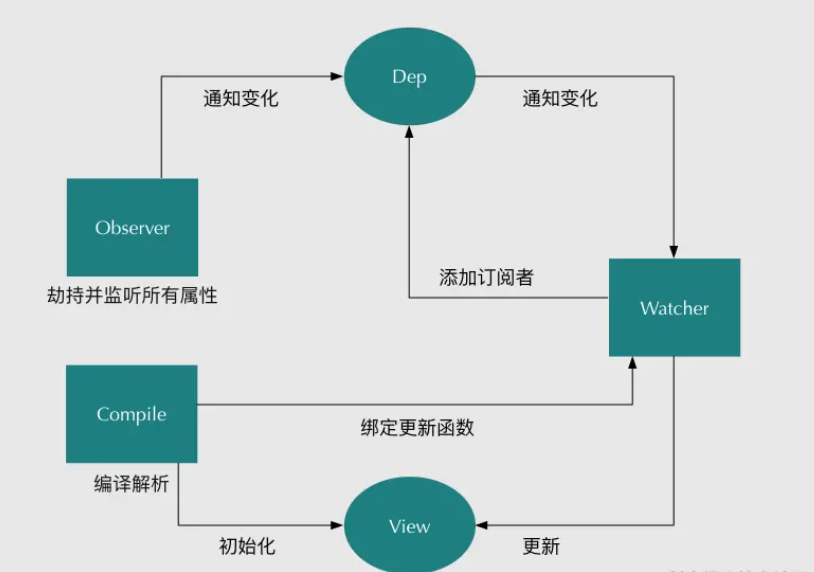 Dep
通知变化
通知变化
Observer
劫持并监听所有属性
添加订阅者
Watcher
Compile
绑定更新函数
编译解析
View
初始化
更新